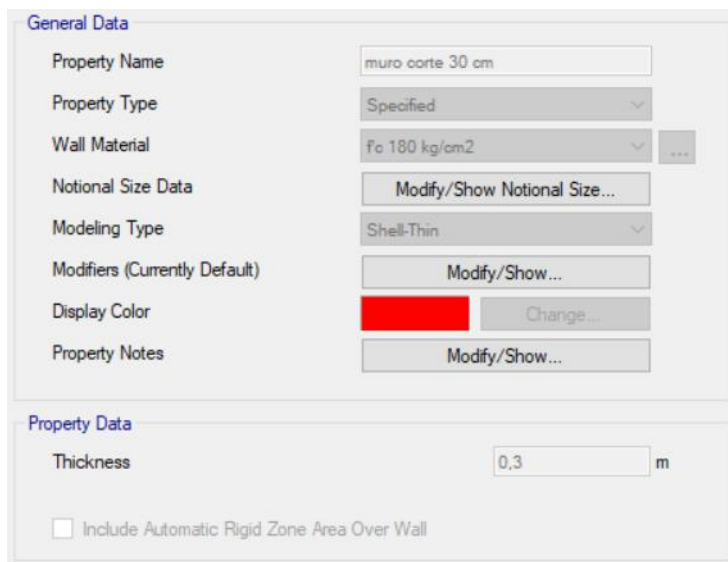 General Data
Property Name muro corte 30 cm
Property Type Specified
Wall Material f'c 180 kg/cm2 ...
Notional Size Data Modify/Show Notional Size...
Modeling Type Shell-Thin
Modifiers (Currently Default) Modify/Show...
Display Color Change...
Property Notes Modify/Show...
Property Data
Thickness 0,3 m
Include Automatic Rigid Zone Area Over Wall